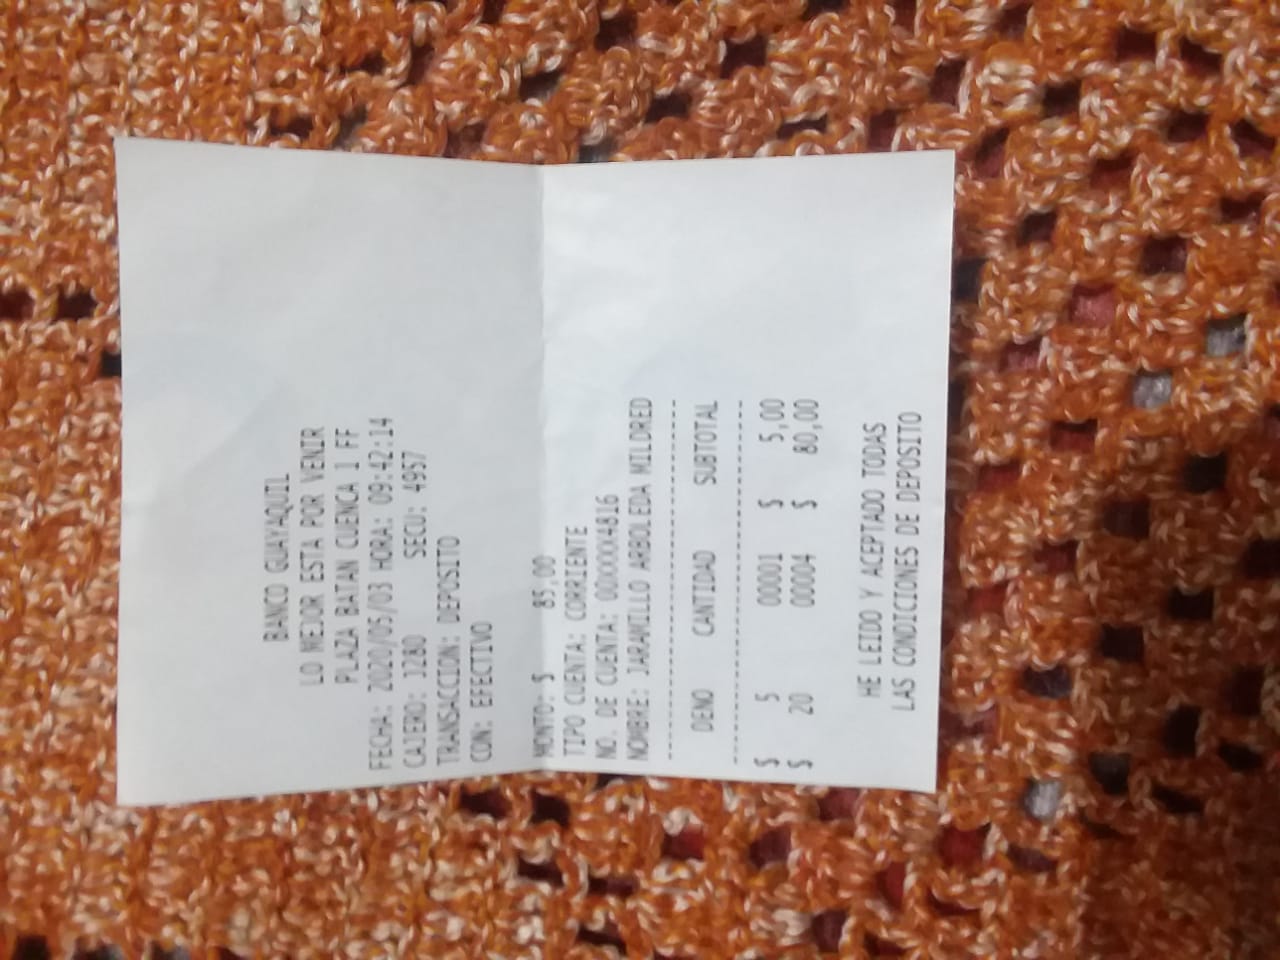 BANCO GUAYAQUIL
LO MEJOR ESTA POR VENIR
PLAZA BATAN CUENCA 1 FF
FECHA: 2020/05/03 HORA: 09:42:14
CAJERO: 1280 SECU: 4957
TRANSACCION: DEPOSITO
CON: EFECTIVO
MONTO: $ 85,00
TIPO CUENTA: CORRIENTE
NO. DE CUENTA: 00XXXX4816
NOMBRE: JARAMILLO ARBOLEDA MILDRED
------------------------------------
DENO CANTIDAD SUBTOTAL
------------------------------------
$ 5 00001 $ 5,00
$ 20 00004 $ 80,00
HE LEIDO Y ACEPTADO TODAS
LAS CONDICIONES DE DEPOSITO